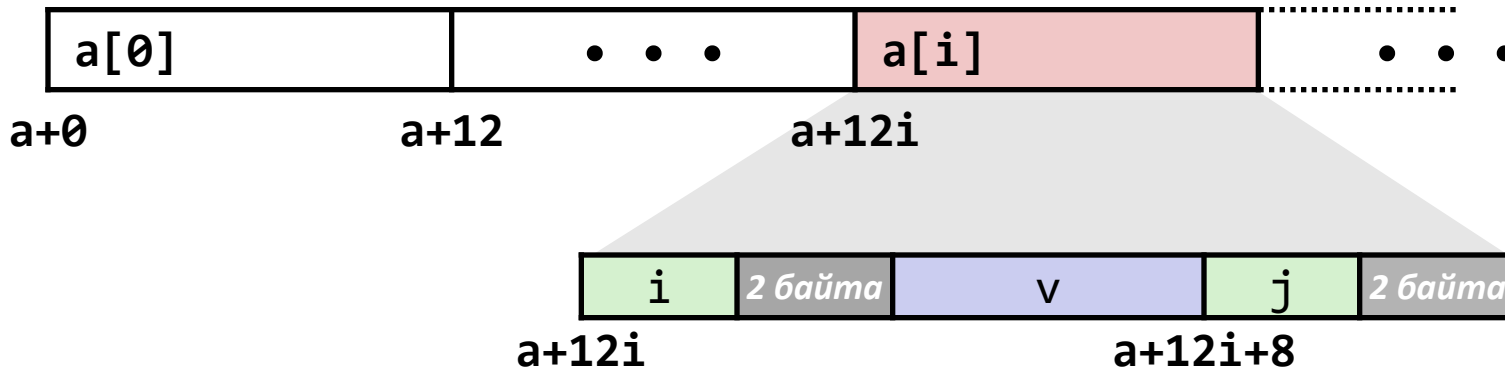 a[0] • • • a[i] • • •
a+0 a+12 a+12i
i 2 байта v j 2 байта
a+12i a+12i+8